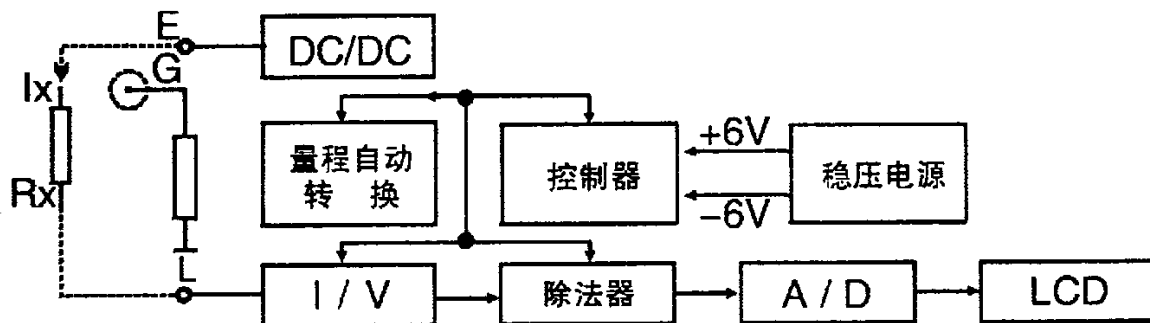 E
DC/DC
G
Ix
Rx
量程自动
转 换
控制器
+6V
-6V
稳压电源
L
I / V
除法器
A / D
LCD